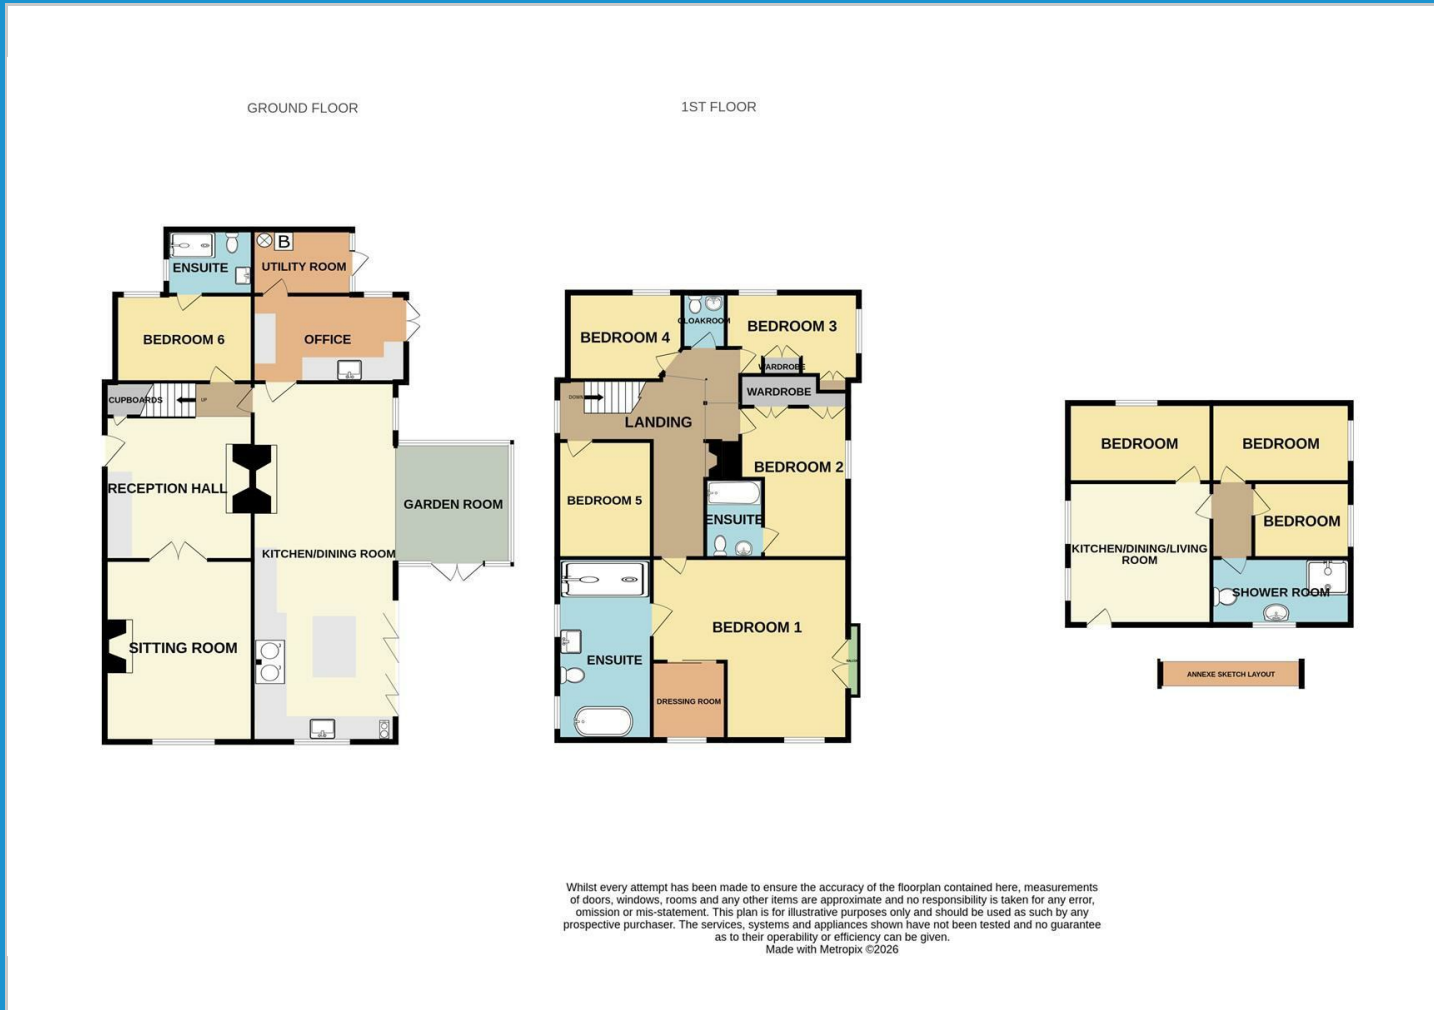 GROUND FLOOR
1ST FLOOR
ENSUITE
B
UTILITY ROOM
BEDROOM 6
OFFICE
CUPBOARDS
UP
RECEPTION HALL
GARDEN ROOM
KITCHEN/DINING ROOM
SITTING ROOM
BEDROOM 4
CLOAKROOM
BEDROOM 3
WARDROBE
WARDROBE
DOWN
LANDING
BEDROOM 2
BEDROOM 5
ENSUITE
BEDROOM 1
ENSUITE
DRESSING ROOM
BEDROOM
BEDROOM
BEDROOM
KITCHEN/DINING/LIVING
ROOM
SHOWER ROOM
ANNEXE SKETCH LAYOUT
Whilst every attempt has been made to ensure the accuracy of the floorplan contained here, measurements
of doors, windows, rooms and any other items are approximate and no responsibility is taken for any error,
omission or mis-statement. This plan is for illustrative purposes only and should be used as such by any
prospective purchaser. The services, systems and appliances shown have not been tested and no guarantee
as to their operability or efficiency can be given.
Made with Metropix ©2026